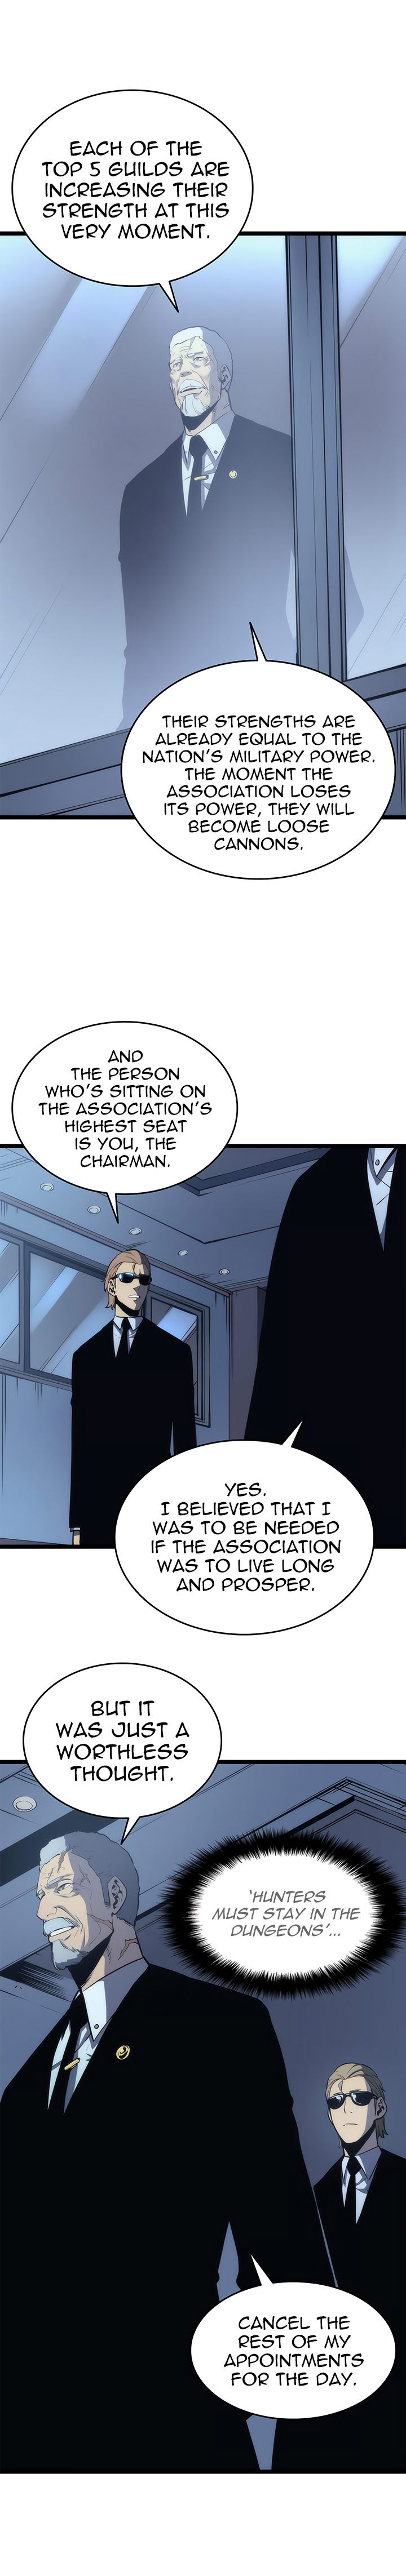 EACH OF THE
TOP 5 GUILDS ARE
INCREASING THEIR
STRENGTH AT THIS
VERY MOMENT.
THEIR STRENGTHS ARE
ALREADY EQUAL TO THE
NATION'S MILITARY POWER.
THE MOMENT THE
ASSOCIATION LOSES
ITS POWER, THEY WILL
BECOME LOOSE
CANNONS.
AND
THE PERSON
WHO'S SITTING ON
THE ASSOCIATION'S
HIGHEST SEAT
IS YOU, THE
CHAIRMAN.
YES.
I BELIEVED THAT I
WAS TO BE NEEDED
IF THE ASSOCIATION
WAS TO LIVE LONG
AND PROSPER.
BUT IT
WAS JUST A
WORTHLESS
THOUGHT.
'HUNTERS
MUST STAY IN THE
DUNGEONS'...
CANCEL THE
REST OF MY
APPOINTMENTS
FOR THE DAY.